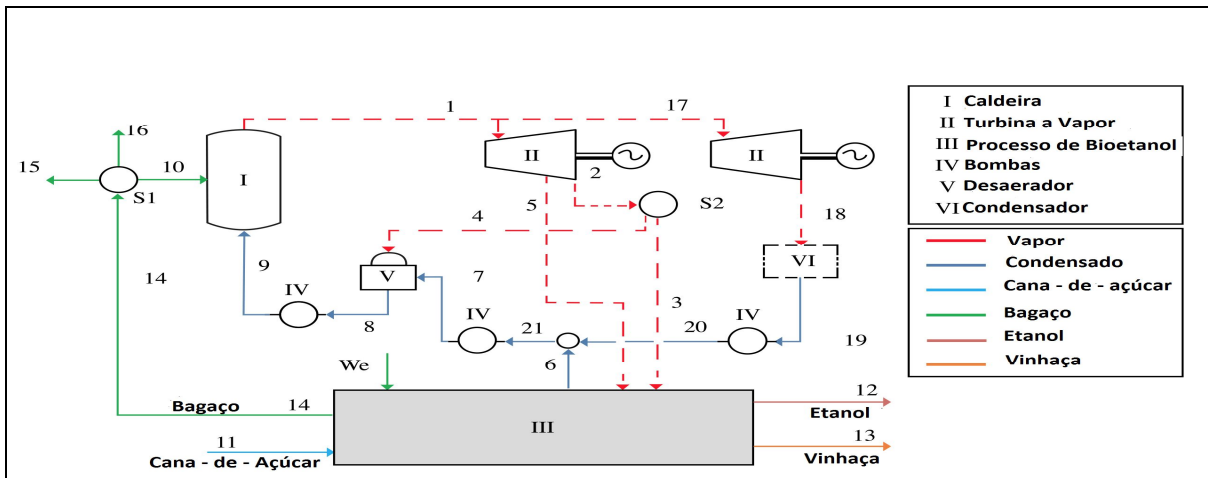 1
17
16
15
10
S1
I
II
2
II
5
S2
4
18
14
9
V
7
VI
3
IV
8
IV
21
20
IV
19
6
We
Bagaço
14
III
12
Etanol
11
13
Cana - de - Açúcar
Vinhaça
I Caldeira
II Turbina a Vapor
III Processo de Bioetanol
IV Bombas
V Desaerador
VI Condensador
Vapor
Condensado
Cana - de - açúcar
Bagaço
Etanol
Vinhaça